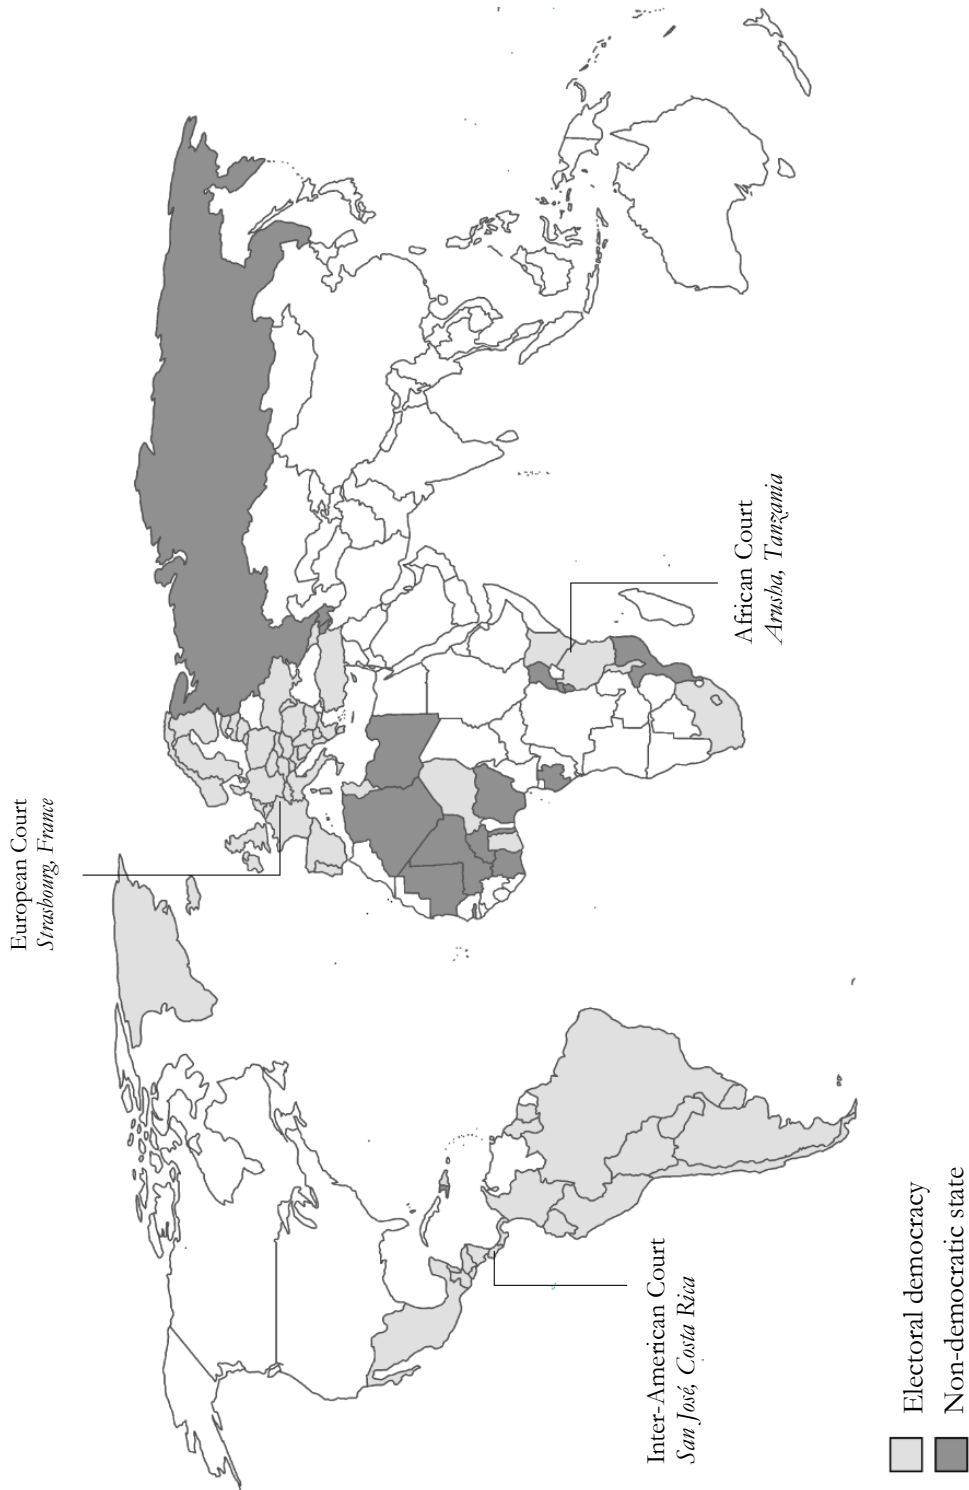 European Court
Strasbourg, France
African Court
Arusha, Tanzania
Inter-American Court
San José, Costa Rica
Electoral democracy
Non-democratic state